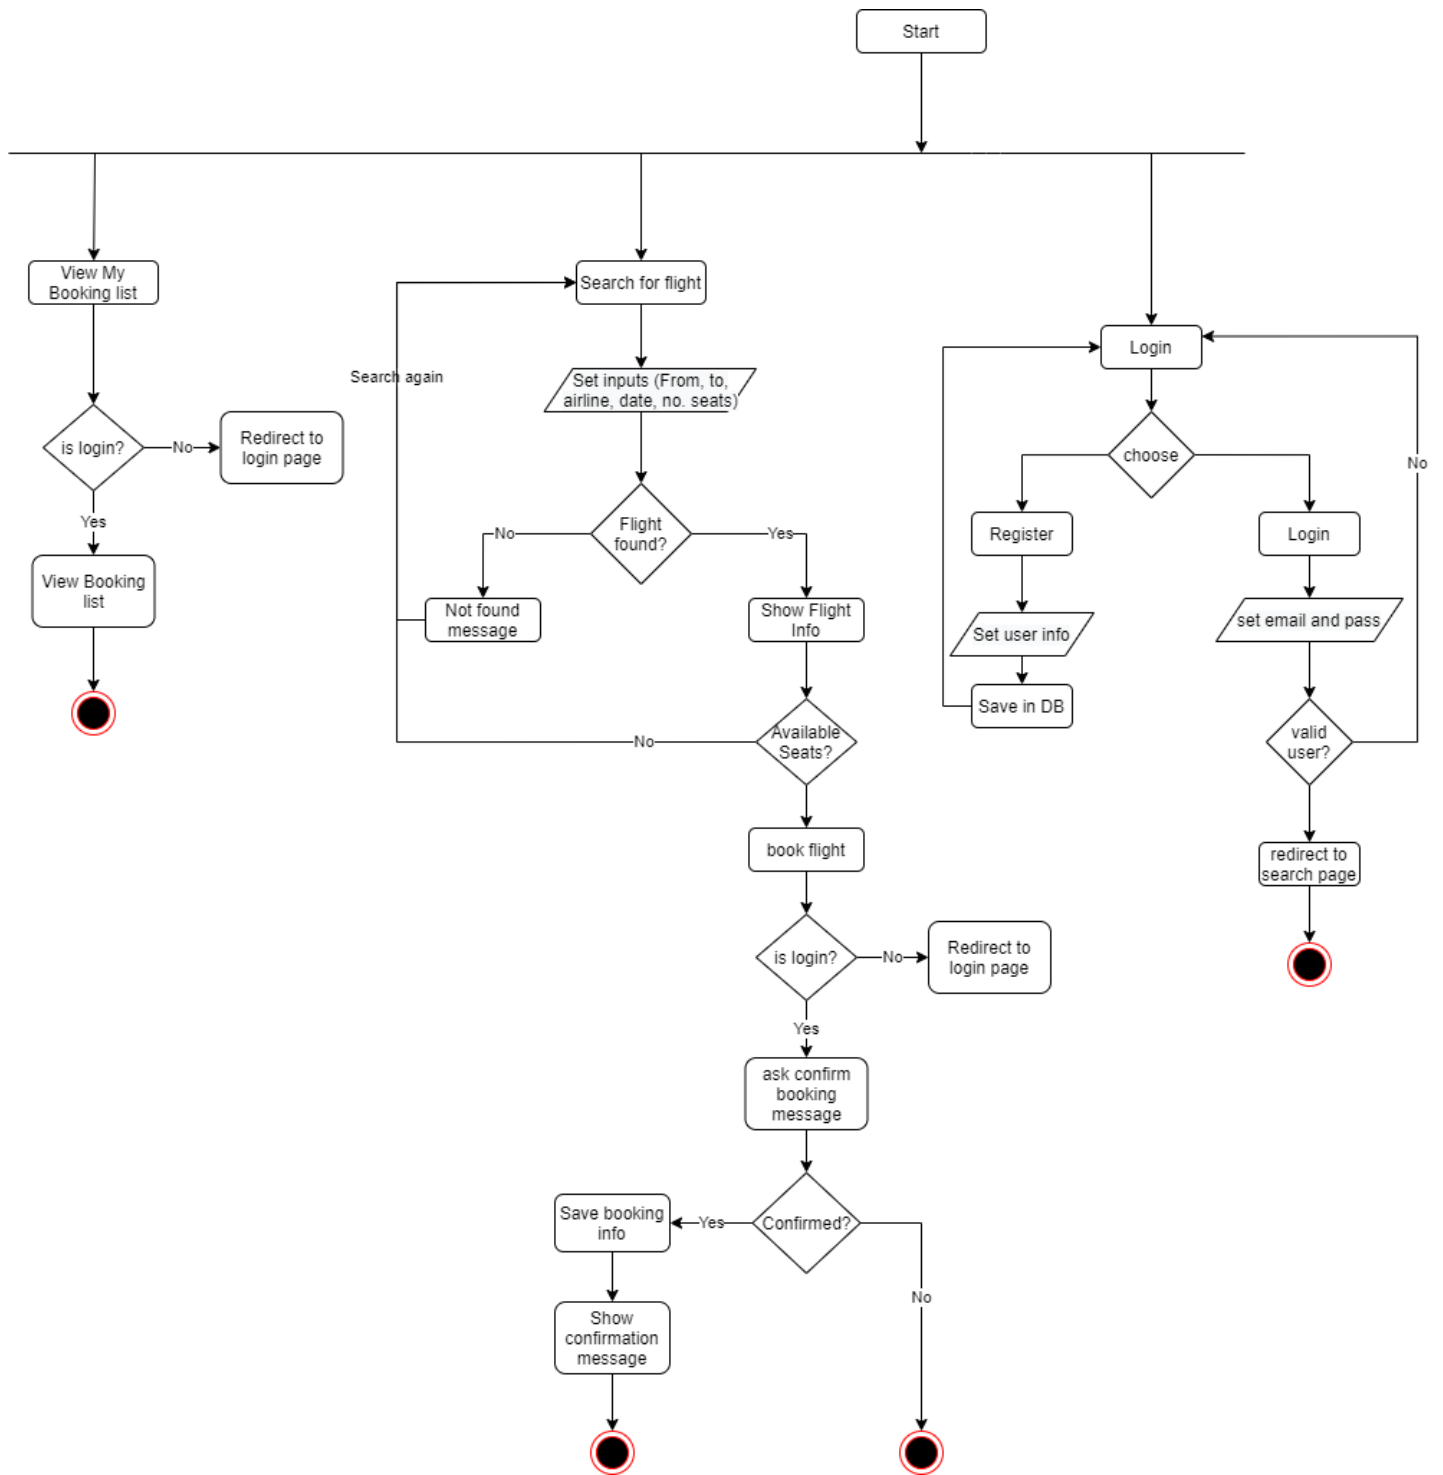 Start
View My
Booking list
Search for flight
Login
Search again
Set inputs (From, to,
airline, date, no. seats)
is login?
No
Redirect to
login page
choose
No
Yes
Flight
found?
No
Yes
Register
Login
View Booking
list
Not found
message
Show Flight
Info
Set user info
set email and pass
Save in DB
Available
Seats?
No
valid
user?
book flight
redirect to
search page
is login?
No
Redirect to
login page
Yes
ask confirm
booking
message
Save booking
info
Yes
Confirmed?
No
Show
confirmation
message